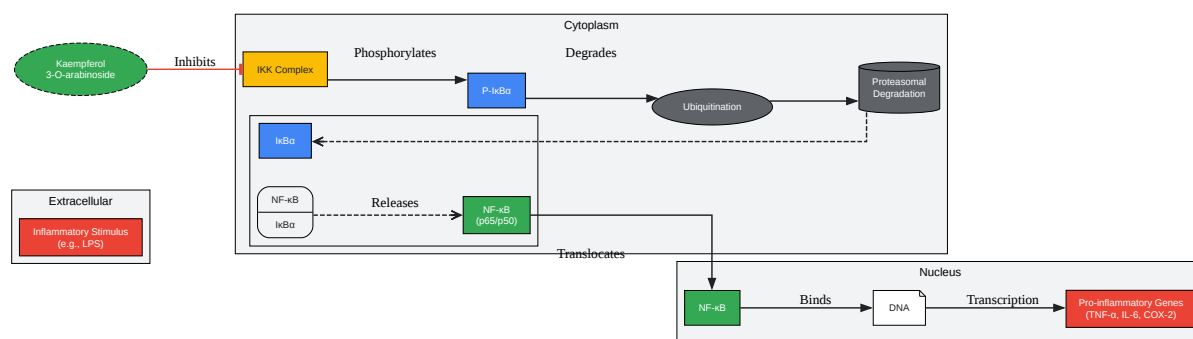 Cytoplasm
Kaempferol
3-O-arabinoside
Inhibits
IKK Complex
Phosphorylates
P-IκBα
Degrades
Ubiquitination
Proteasomal
Degradation
IκBα
NF-κB
IκBα
Releases
NF-κB
(p65/p50)
Extracellular
Inflammatory Stimulus
(e.g., LPS)
Translocates
Nucleus
NF-κB
Binds
DNA
Transcription
Pro-inflammatory Genes
(TNF-α, IL-6, COX-2)